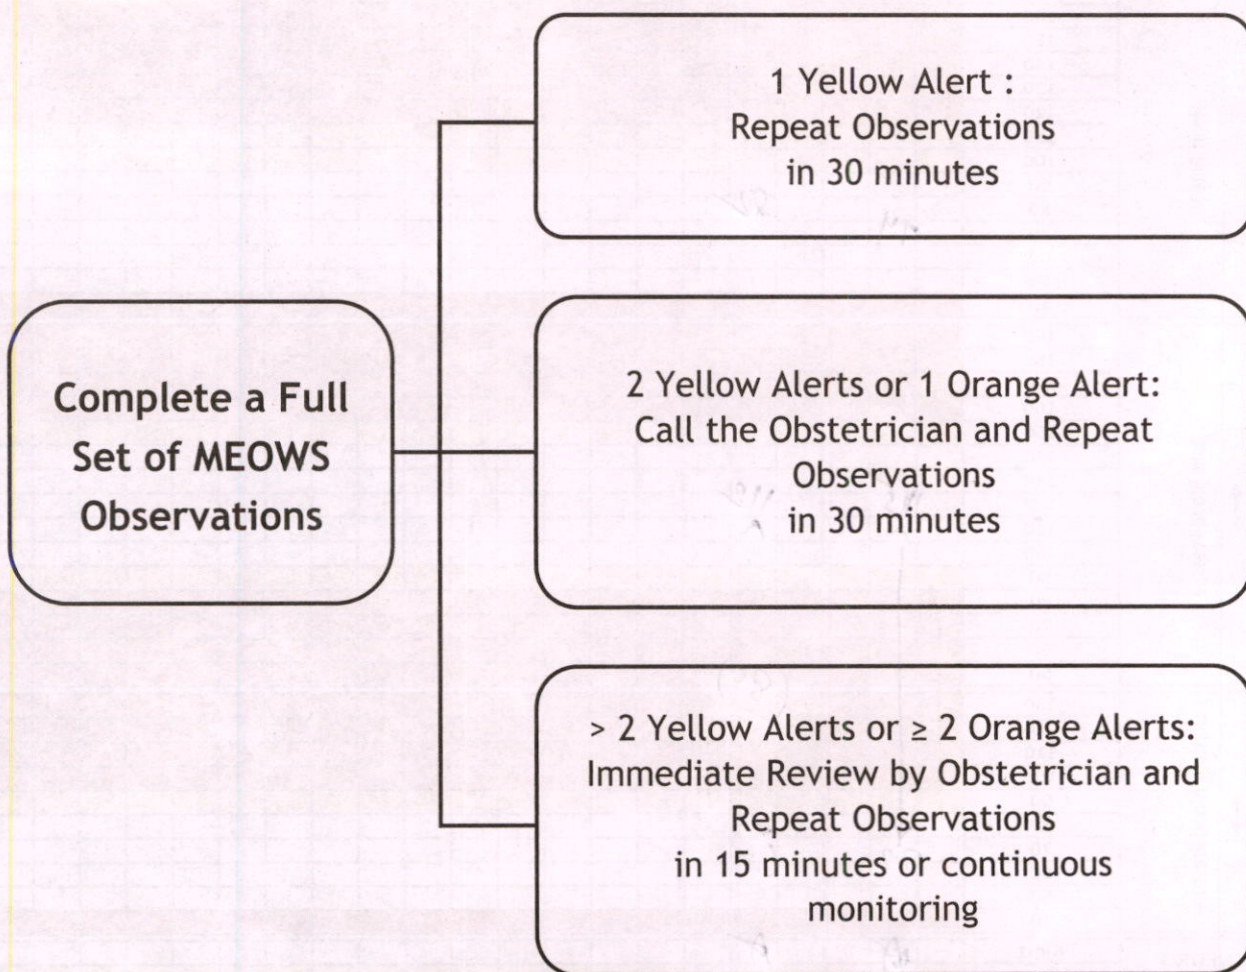 Complete a Full
Set of MEOWS
Observations
1 Yellow Alert :
Repeat Observations
in 30 minutes
2 Yellow Alerts or 1 Orange Alert:
Call the Obstetrician and Repeat
Observations
in 30 minutes
> 2 Yellow Alerts or ≥ 2 Orange Alerts:
Immediate Review by Obstetrician and
Repeat Observations
in 15 minutes or continuous
monitoring